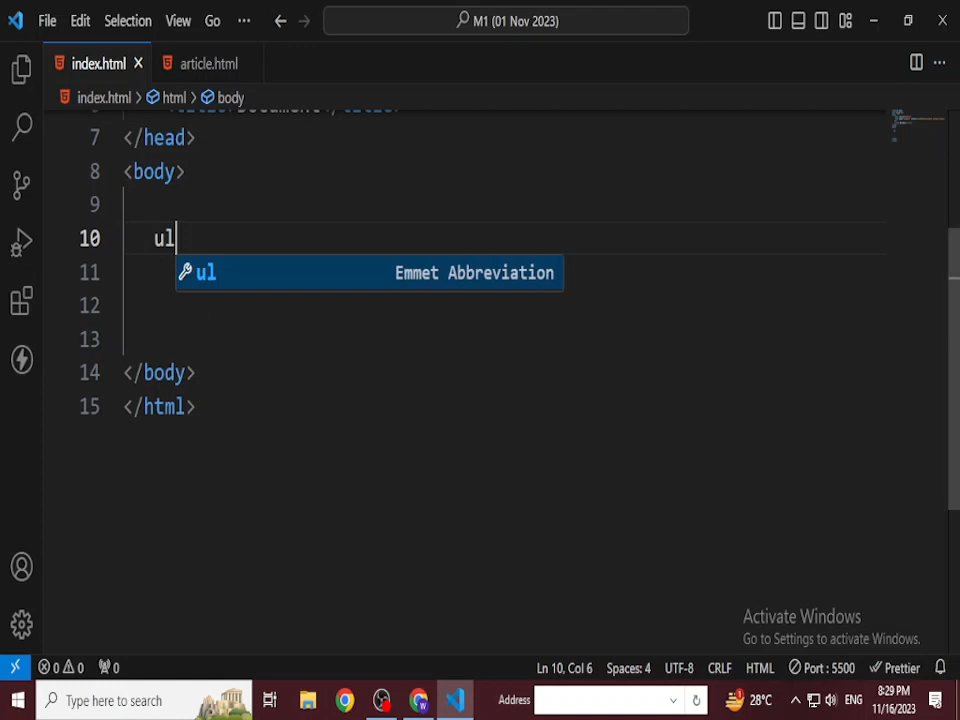 File Edit Selection View Go ··· M1 (01 Nov 2023)
index.html article.html
index.html > html > body
7 </head>
8 <body>
9
10 ul
ul Emmet Abbreviation
11
12
13
14 </body>
15 </html>
Activate Windows
Go to Settings to activate Windows.
0 0 0 Ln 10, Col 6 Spaces: 4 UTF-8 CRLF HTML Port : 5500 Prettier
Type here to search Address 1 28°C ENG 8:29 PM
11/16/2023